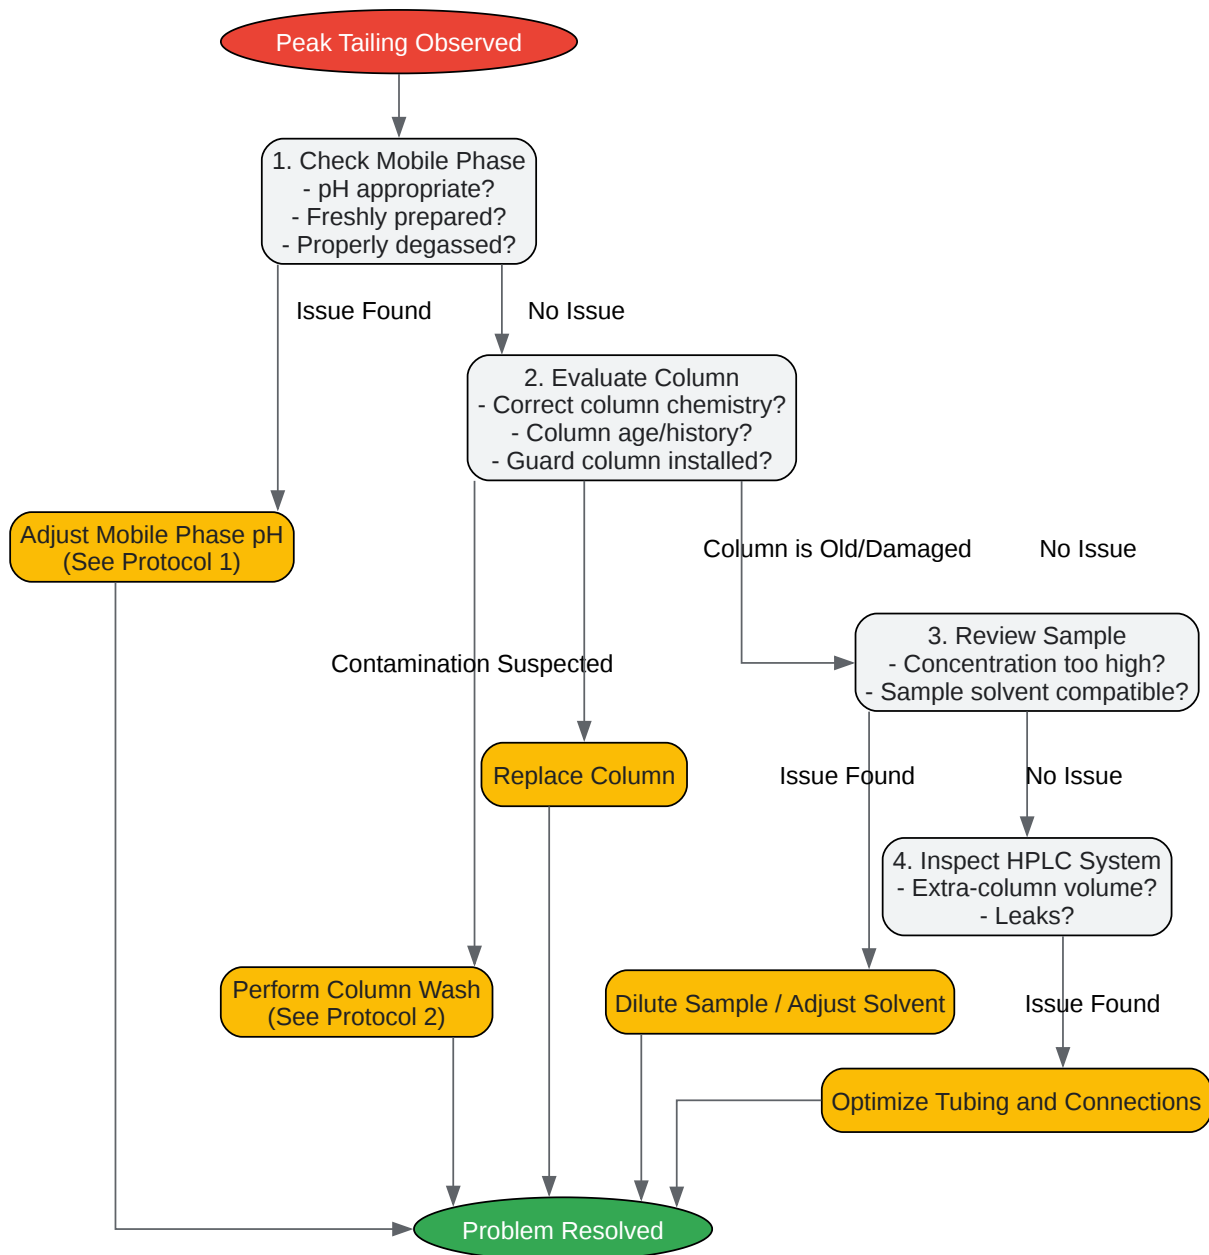 Peak Tailing Observed
1. Check Mobile Phase
- pH appropriate?
- Freshly prepared?
- Properly degassed?
Issue Found
No Issue
2. Evaluate Column
- Correct column chemistry?
- Column age/history?
- Guard column installed?
Adjust Mobile Phase pH
(See Protocol 1)
Column is Old/Damaged
No Issue
Contamination Suspected
3. Review Sample
- Concentration too high?
- Sample solvent compatible?
Replace Column
Issue Found
No Issue
4. Inspect HPLC System
- Extra-column volume?
- Leaks?
Perform Column Wash
(See Protocol 2)
Dilute Sample / Adjust Solvent
Issue Found
Optimize Tubing and Connections
Problem Resolved